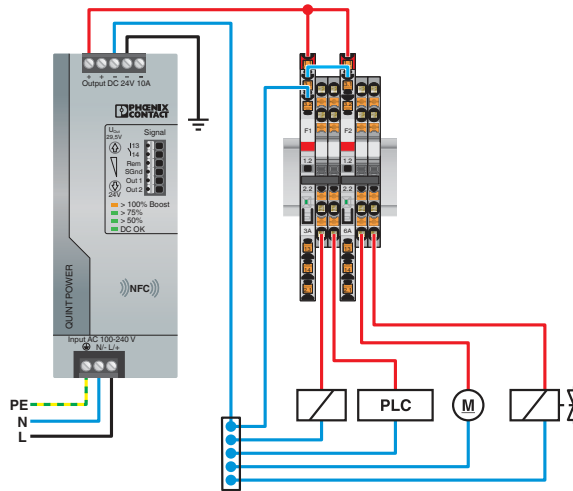 + + − − −
Output DC 24V 10A
PHŒNIX
CONTACT
UOut
29,5V
24V
Signal
13
14
Rem
SGnd
Out 1
Out 2
> 100% Boost
> 75%
> 50%
DC OK
QUINT POWER
NFC
Input AC 100-240 V
N/- L/+
PE
N
L
F1
F2
1.2
1.2
2.2
2.2
3A
6A
PLC
M